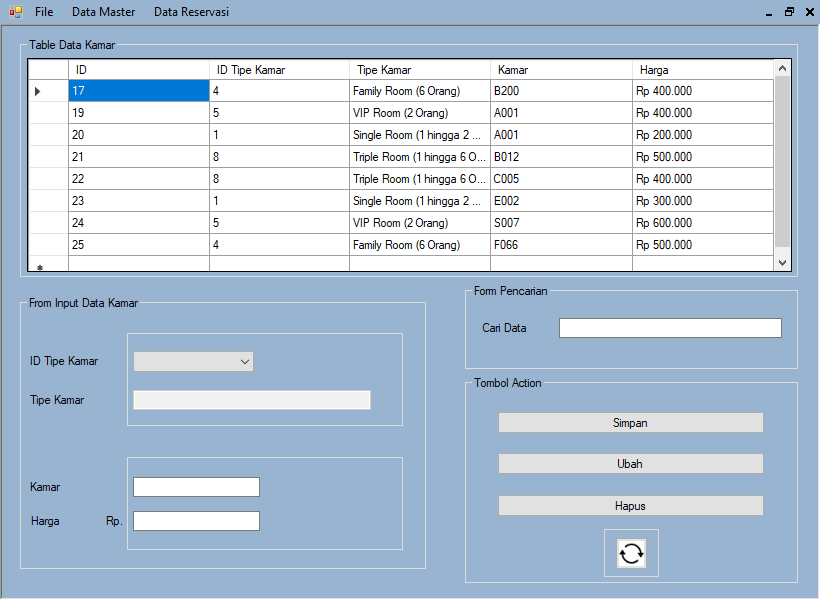 File Data Master Data Reservasi
Table Data Kamar
ID ID Tipe Kamar Tipe Kamar Kamar Harga
17 4 Family Room (6 Orang) B200 Rp 400.000
19 5 VIP Room (2 Orang) A001 Rp 400.000
20 1 Single Room (1 hingga 2 ... A001 Rp 200.000
21 8 Triple Room (1 hingga 6 O... B012 Rp 500.000
22 8 Triple Room (1 hingga 6 O... C005 Rp 400.000
23 1 Single Room (1 hingga 2 ... E002 Rp 300.000
24 5 VIP Room (2 Orang) S007 Rp 600.000
25 4 Family Room (6 Orang) F066 Rp 500.000
From Input Data Kamar
ID Tipe Kamar
Tipe Kamar
Kamar
Harga Rp.
Form Pencarian
Cari Data
Tombol Action
Simpan
Ubah
Hapus